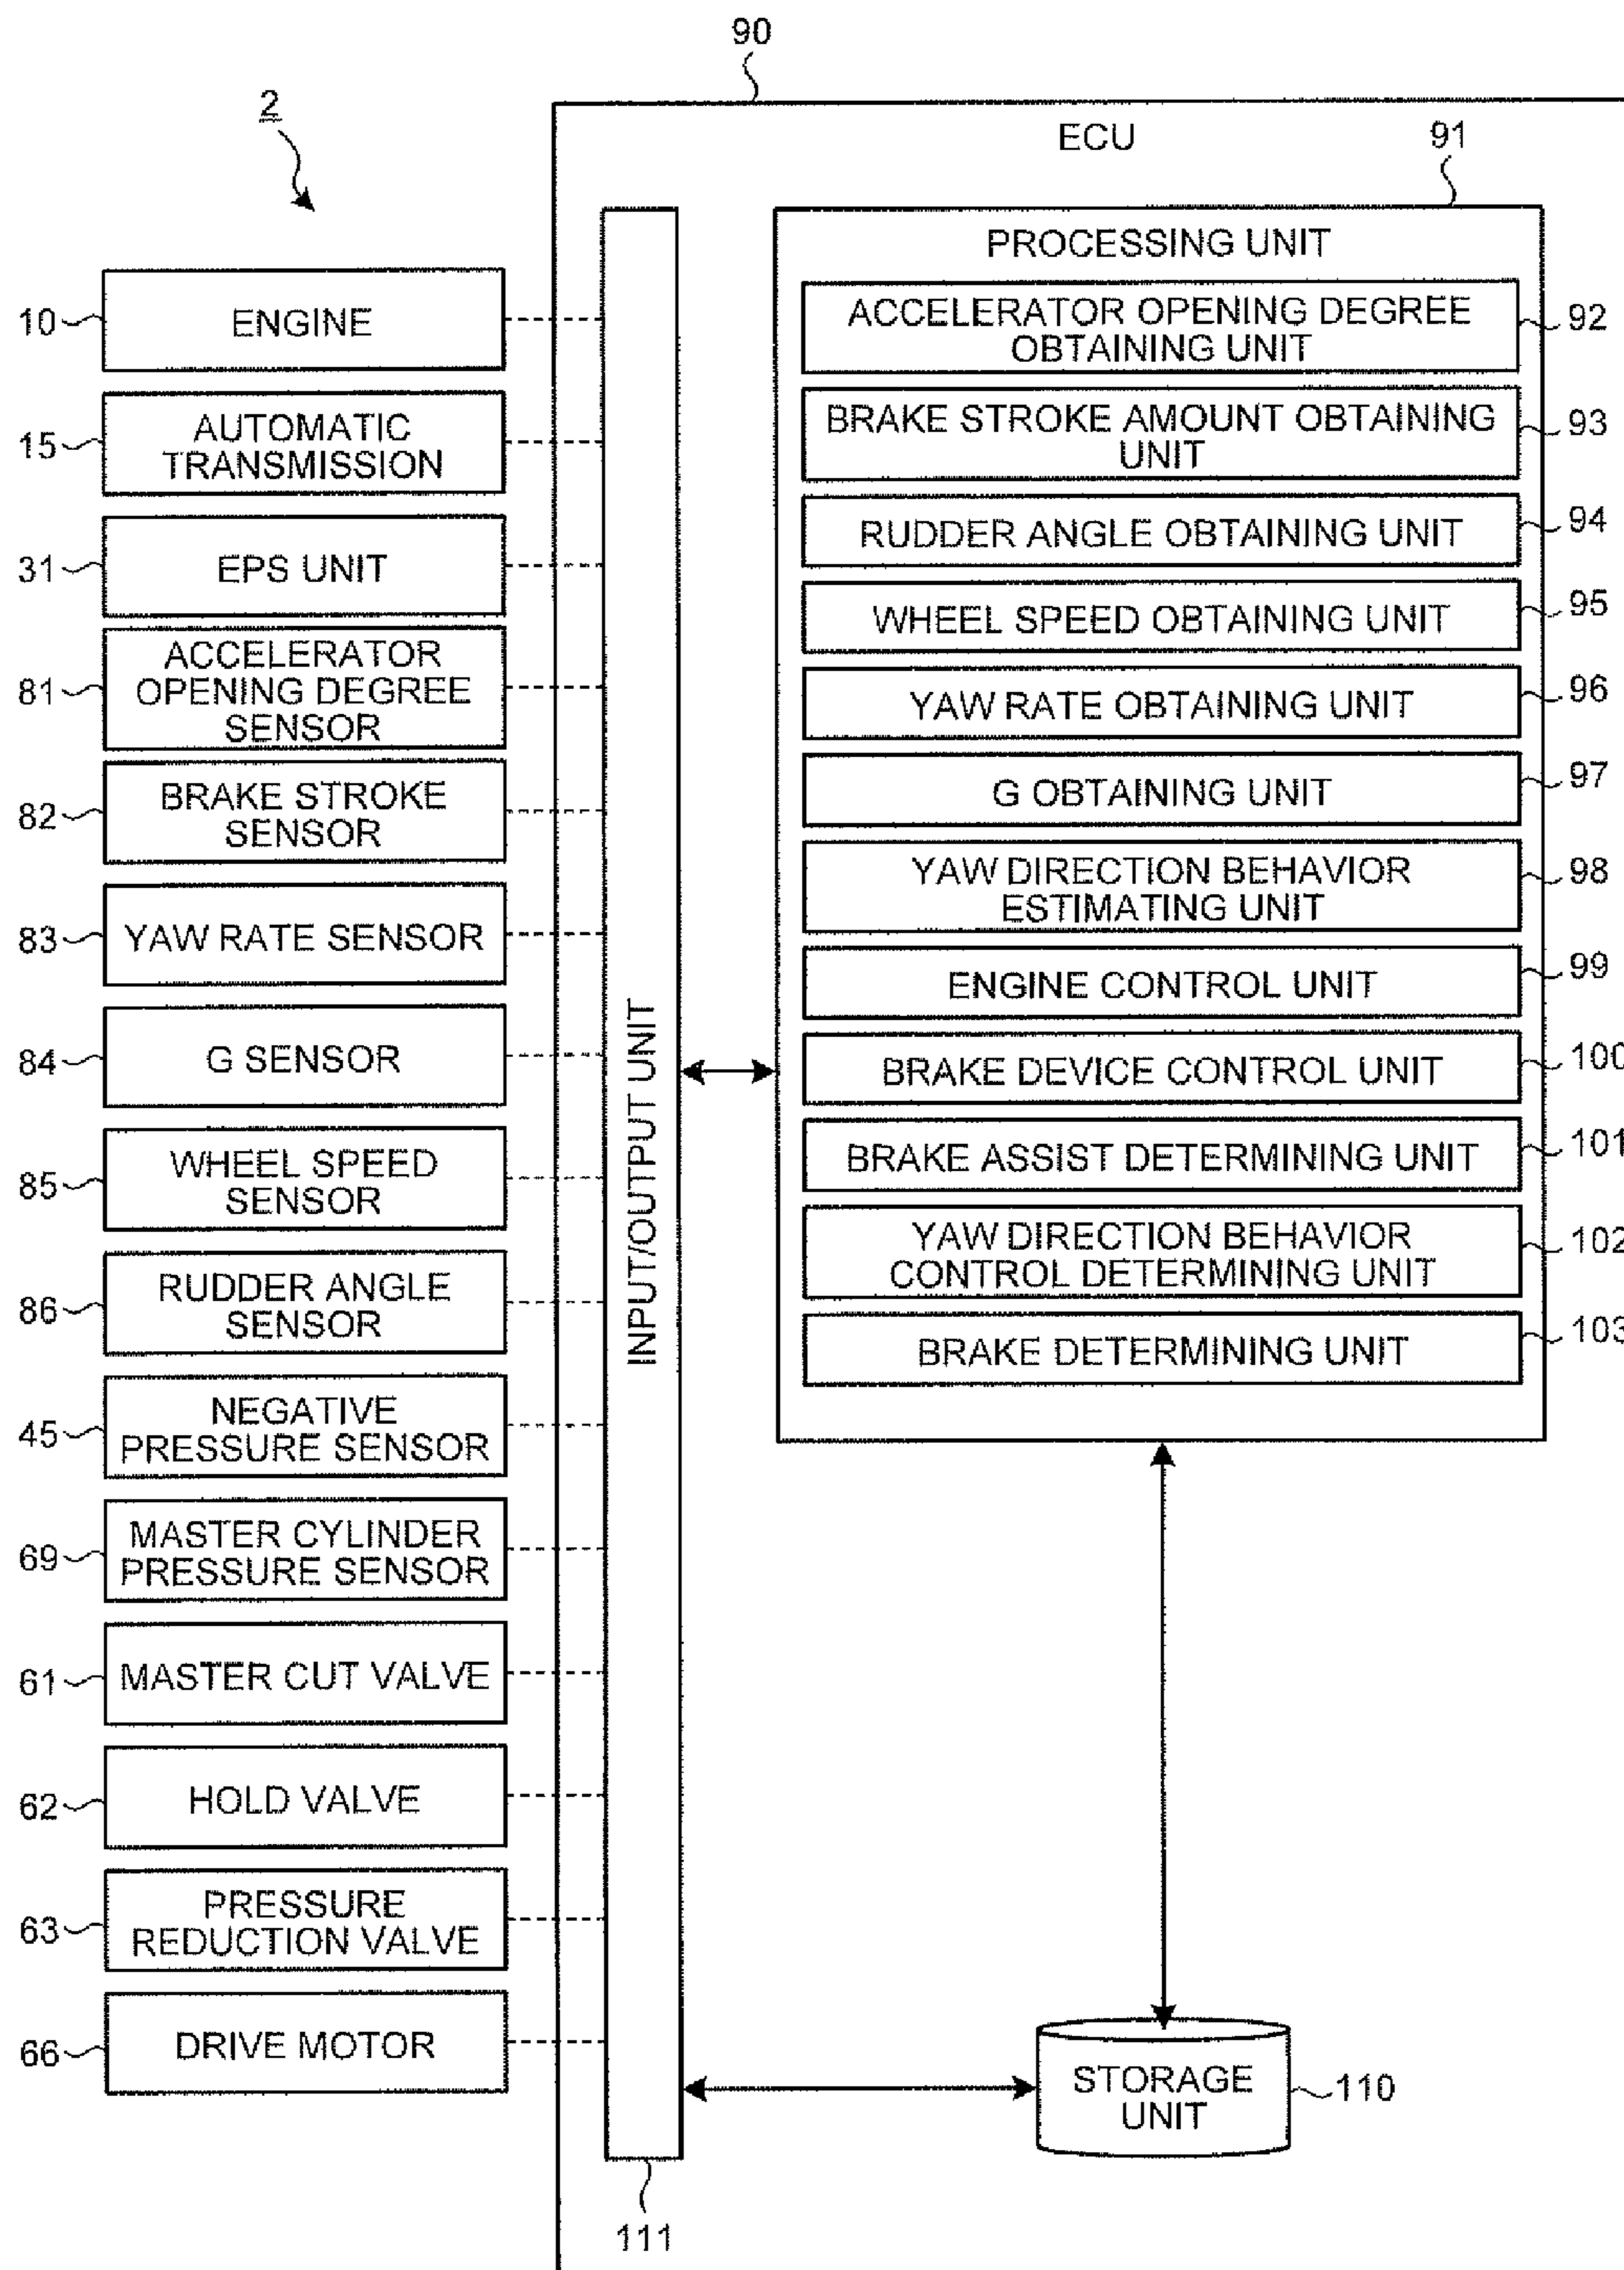 90
2
ECU
91
PROCESSING UNIT
10
ENGINE
15
AUTOMATIC
TRANSMISSION
31
EPS UNIT
81
ACCELERATOR
OPENING DEGREE
SENSOR
82
BRAKE STROKE
SENSOR
83
YAW RATE SENSOR
84
G SENSOR
85
WHEEL SPEED
SENSOR
86
RUDDER ANGLE
SENSOR
45
NEGATIVE
PRESSURE SENSOR
69
MASTER CYLINDER
PRESSURE SENSOR
61
MASTER CUT VALVE
62
HOLD VALVE
63
PRESSURE
REDUCTION VALVE
66
DRIVE MOTOR
INPUT/OUTPUT UNIT
111
ACCELERATOR OPENING DEGREE
OBTAINING UNIT
92
BRAKE STROKE AMOUNT OBTAINING
UNIT
93
RUDDER ANGLE OBTAINING UNIT
94
WHEEL SPEED OBTAINING UNIT
95
YAW RATE OBTAINING UNIT
96
G OBTAINING UNIT
97
YAW DIRECTION BEHAVIOR
ESTIMATING UNIT
98
ENGINE CONTROL UNIT
99
BRAKE DEVICE CONTROL UNIT
100
BRAKE ASSIST DETERMINING UNIT
101
YAW DIRECTION BEHAVIOR
CONTROL DETERMINING UNIT
102
BRAKE DETERMINING UNIT
103
STORAGE
UNIT
110